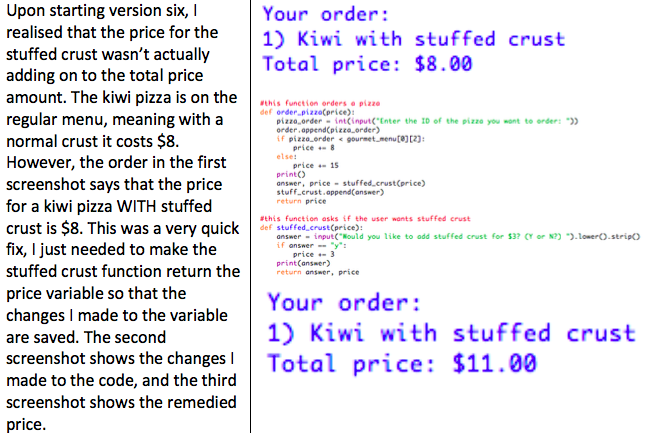 Upon starting version six, I
realised that the price for the
stuffed crust wasn't actually
adding on to the total price
amount. The kiwi pizza is on the
regular menu, meaning with a
normal crust it costs $8.
However, the order in the first
screenshot says that the price
for a kiwi pizza WITH stuffed
crust is $8. This was a very quick
fix, I just needed to make the
stuffed crust function return the
price variable so that the
changes I made to the variable
are saved. The second
screenshot shows the changes I
made to the code, and the third
screenshot shows the remedied
price.
Your order:
1) Kiwi with stuffed crust
Total price: $8.00
#this function orders a pizza
def order_pizza(price):
pizza_order = int(input("Enter the ID of the pizza you want to order: "))
order.append(pizza_order)
if pizza_order < gourmet_menu[0][2]:
price += 8
else:
price += 15
print()
answer, price = stuffed_crust(price)
stuff_crust.append(answer)
return price
#this function asks if the user wants stuffed crust
def stuffed_crust(price):
answer = input("Would you like to add stuffed crust for $3? (Y or N?) ").lower().strip()
if answer == "y":
price += 3
print(answer)
return answer, price
Your order:
1) Kiwi with stuffed crust
Total price: $11.00